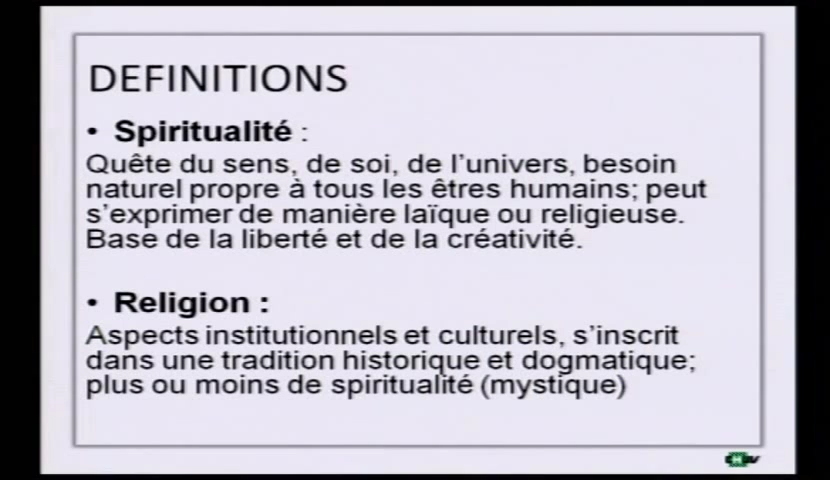 DEFINITIONS
• Spiritualité :
Quête du sens, de soi, de l'univers, besoin
naturel propre à tous les êtres humains; peut
s'exprimer de manière laïque ou religieuse.
Base de la liberté et de la créativité.
• Religion :
Aspects institutionnels et culturels, s'inscrit
dans une tradition historique et dogmatique;
plus ou moins de spiritualité (mystique)